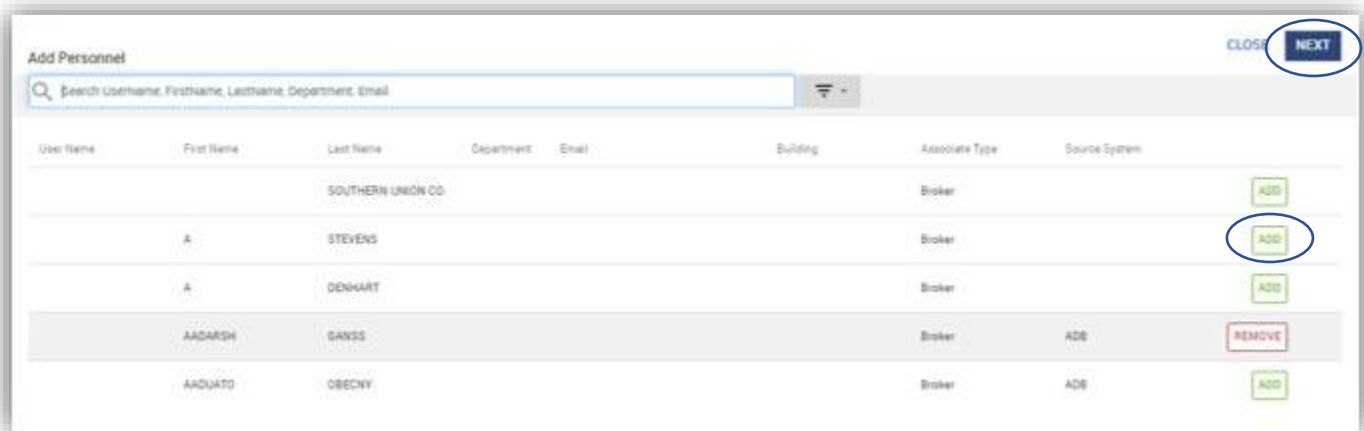 CLOSE NEXT
Add Personnel
Search Username, Firstname, Lastname, Department, Email
User Name First Name Last Name Department Email Building Associate Type Source System
SOUTHERN UNION CO. Broker ADD
A STEVENS Broker ADD
A DENHART Broker ADD
AADARSH GANSS Broker ADB REMOVE
AADUATO OBECNY Broker ADB ADD